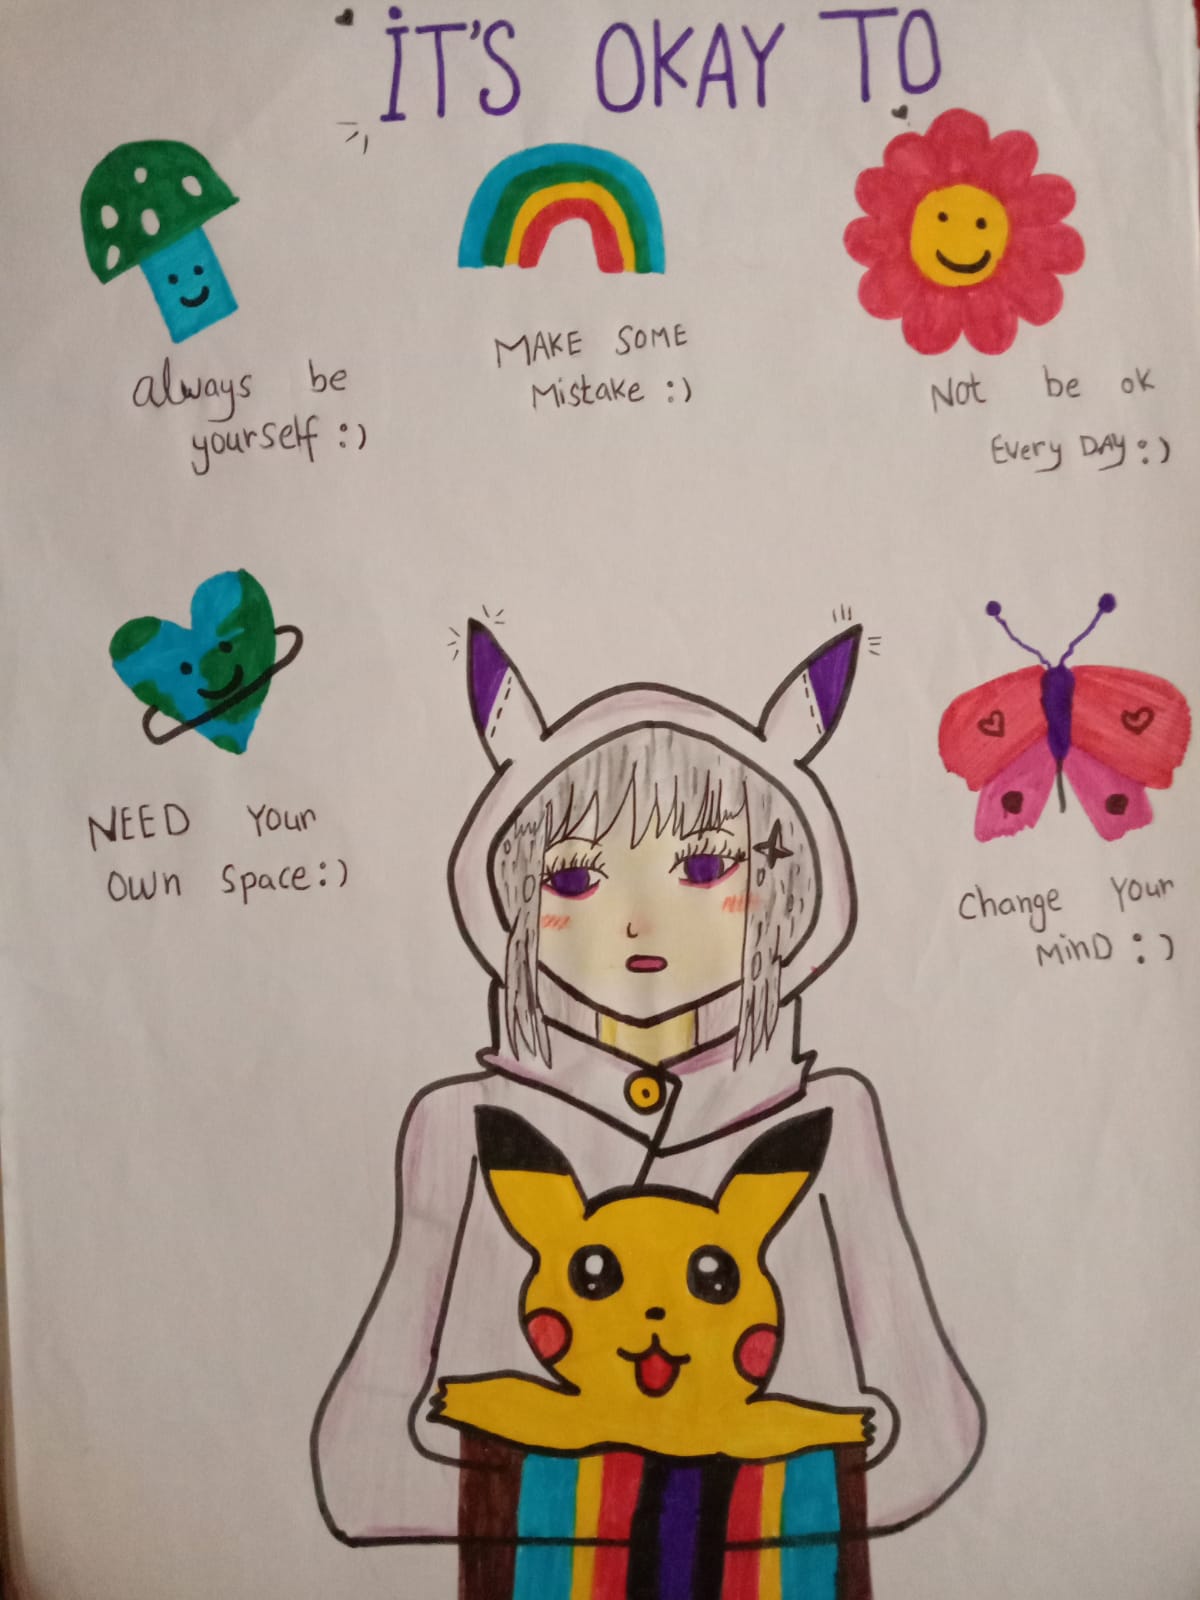 İT'S OKAY TO
always be
yourself :)
MAKE SOME
Mistake :)
Not be ok
Every DAY :)
NEED Your
own space :)
Change Your
MinD :)